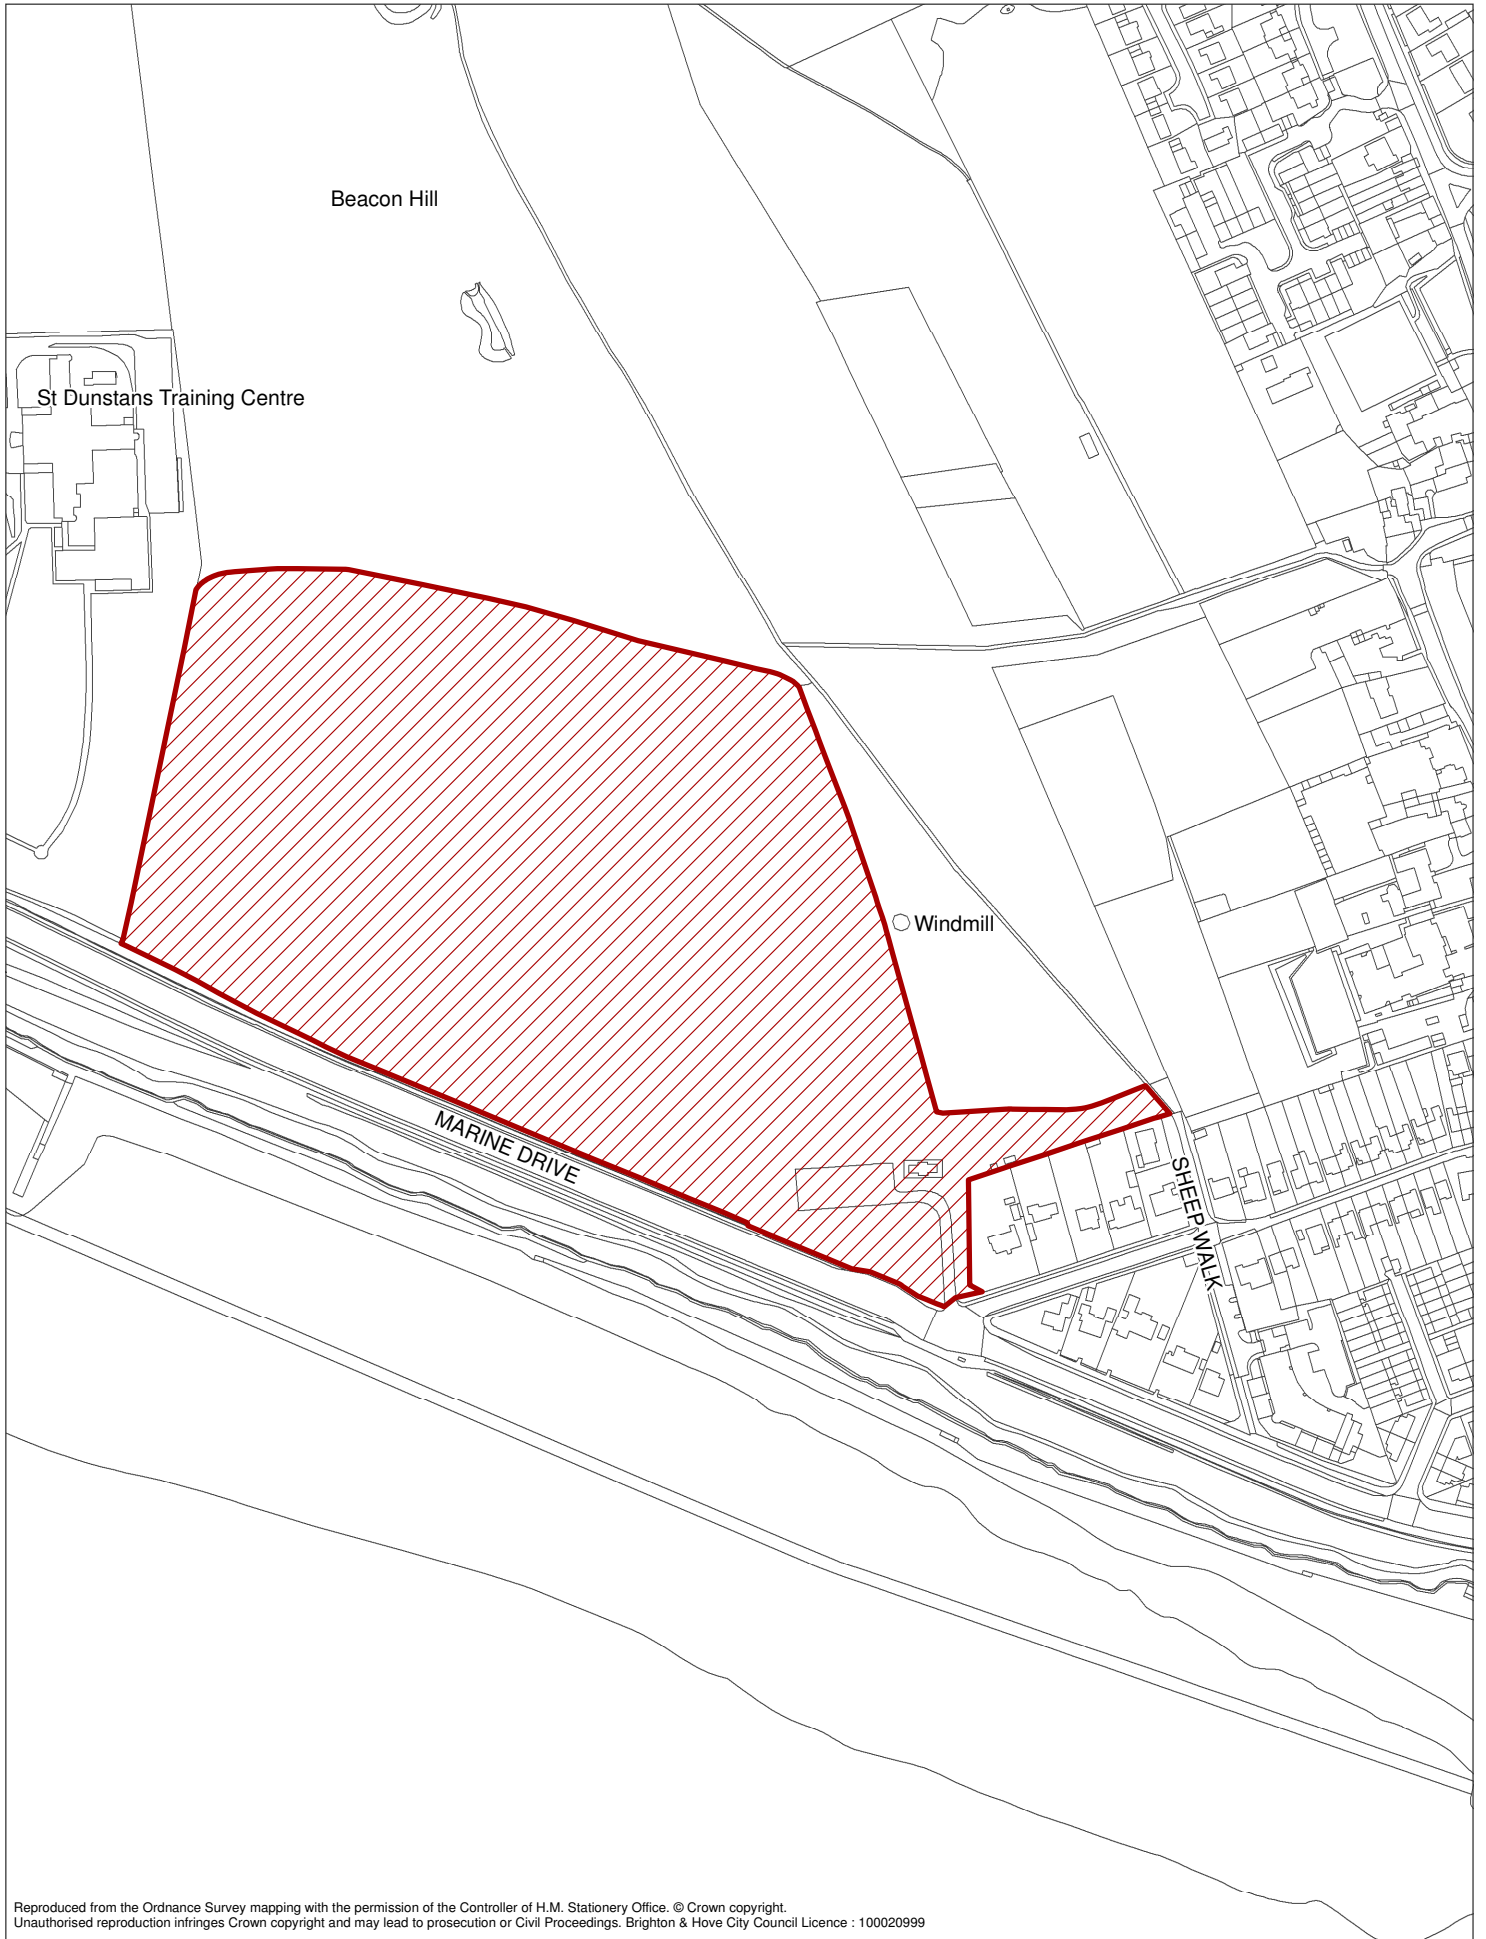 Beacon Hill
St Dunstans Training Centre
Windmill
MARINE DRIVE
SHEEP WALK
Reproduced from the Ordnance Survey mapping with the permission of the Controller of H.M. Stationery Office. © Crown copyright.
Unauthorised reproduction infringes Crown copyright and may lead to prosecution or Civil Proceedings. Brighton & Hove City Council Licence : 100020999